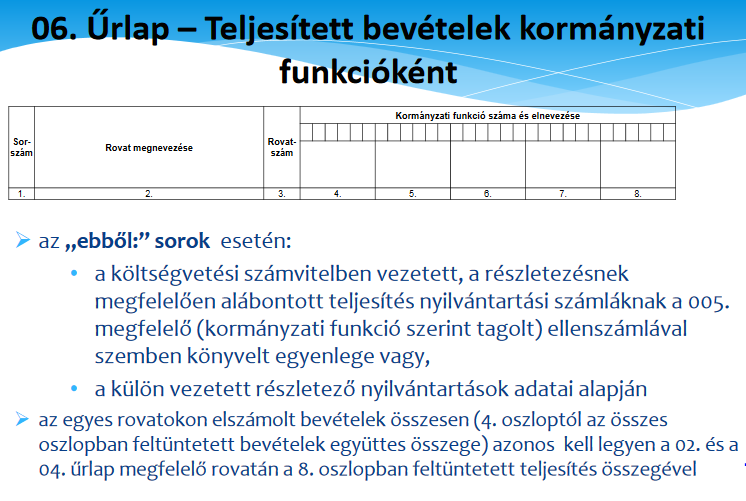 06. Űrlap – Teljesített bevételek kormányzati
funkcióként
Kormányzati funkció száma és elnevezése
Sor-
szám
Rovat megnevezése
Rovat-
szám
1. 2. 3. 4. 5. 6. 7. 8.
az „ebből:” sorok esetén:
• a költségvetési számvitelben vezetett, a részletezésnek
megfelelően alábontott teljesítés nyilvántartási számláknak a 005.
megfelelő (kormányzati funkció szerint tagolt) ellenszámlával
szemben könyvelt egyenlege vagy,
• a külön vezetett részletező nyilvántartások adatai alapján
az egyes rovatokon elszámolt bevételek összesen (4. oszloptól az összes
oszlopban feltüntetett bevételek együttes összege) azonos kell legyen a 02. és a
04. űrlap megfelelő rovatán a 8. oszlopban feltüntetett teljesítés összegével